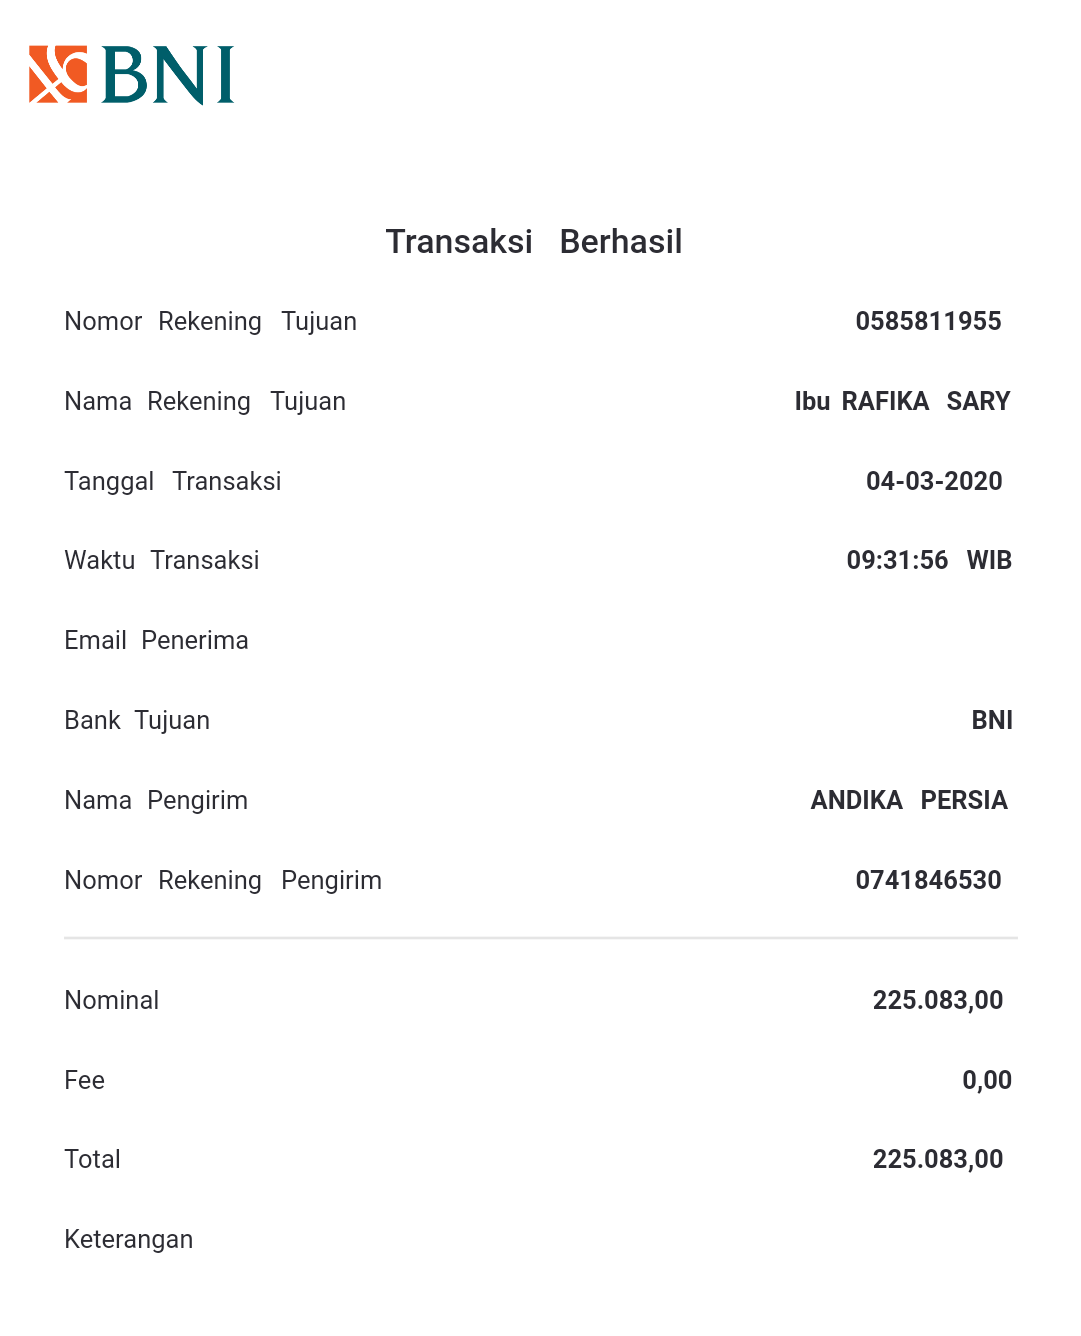 BNI
Transaksi Berhasil
Nomor Rekening Tujuan 0585811955
Nama Rekening Tujuan Ibu RAFIKA SARY
Tanggal Transaksi 04-03-2020
Waktu Transaksi 09:31:56 WIB
Email Penerima
Bank Tujuan BNI
Nama Pengirim ANDIKA PERSIA
Nomor Rekening Pengirim 0741846530
Nominal 225.083,00
Fee 0,00
Total 225.083,00
Keterangan